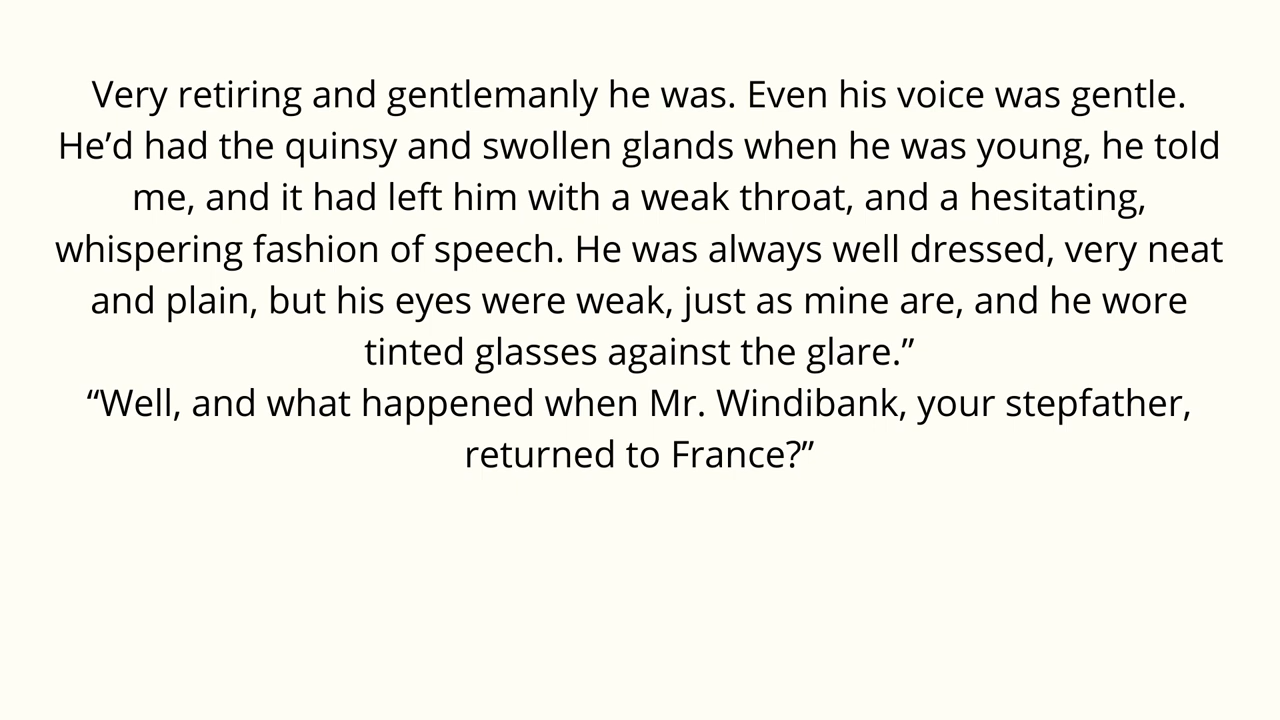 Very retiring and gentlemanly he was. Even his voice was gentle.
He’d had the quinsy and swollen glands when he was young, he told
me, and it had left him with a weak throat, and a hesitating,
whispering fashion of speech. He was always well dressed, very neat
and plain, but his eyes were weak, just as mine are, and he wore
tinted glasses against the glare.”
“Well, and what happened when Mr. Windibank, your stepfather,
returned to France?”